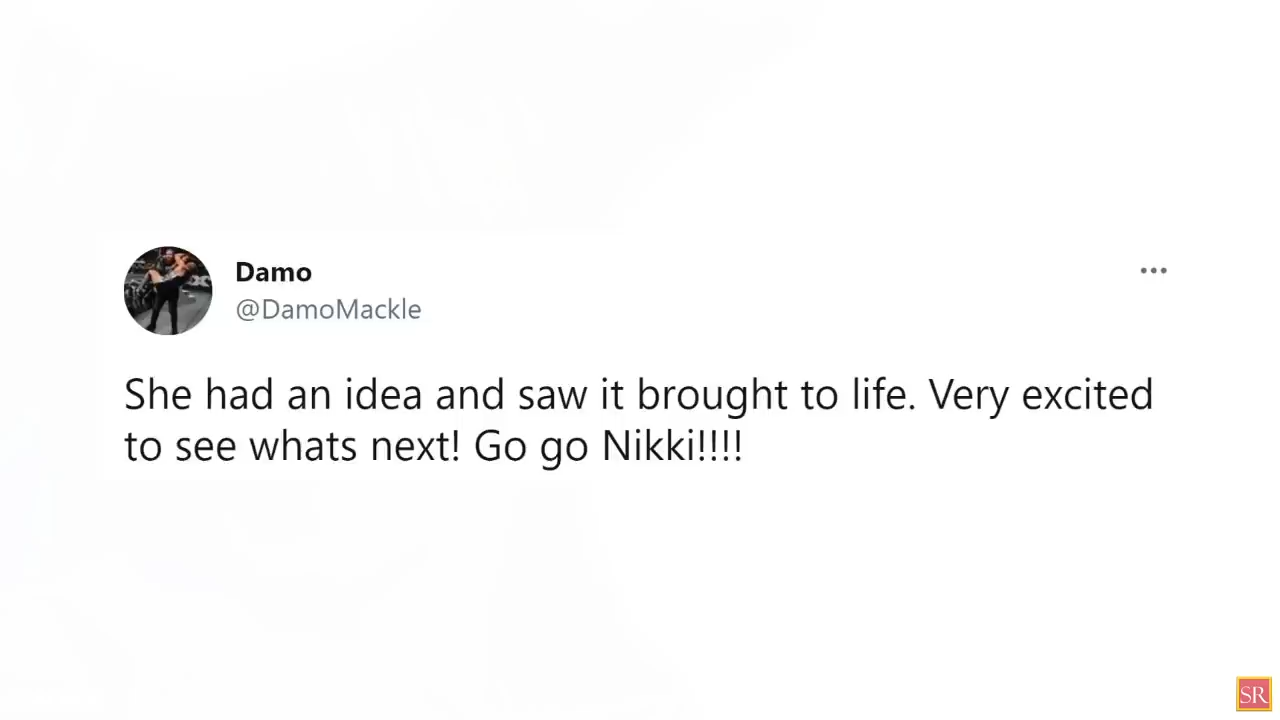 Damo
@DamoMackle
She had an idea and saw it brought to life. Very excited
to see whats next! Go go Nikki!!!!
SR